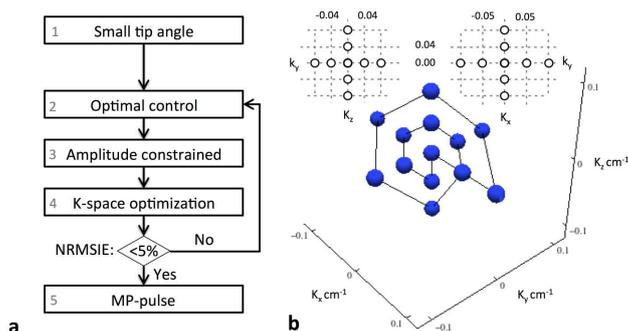 1 Small tip angle
2 Optimal control
3 Amplitude constrained
4 K-space optimization
NRMSIE: <5% No
Yes
5 MP-pulse
a
-0.04 0.04
-0.05 0.05
0.04
ky 0.00 ky
Kz
Kx
0.1
0
-0.1
Kz cm-1
-0.1
0
0.1
Kx cm-1
0.1
0
-0.1
Ky cm-1
b